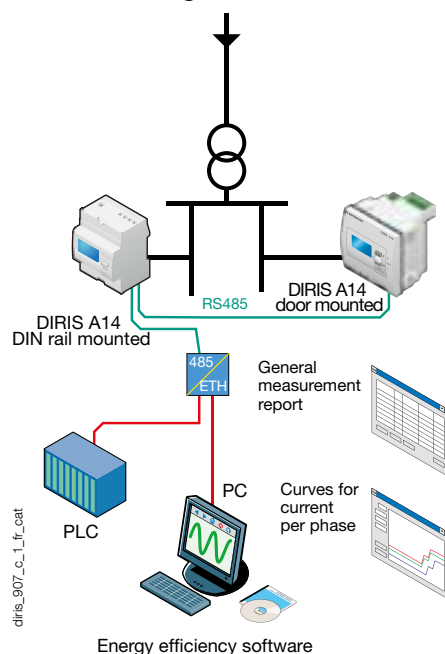 RS485
DIRIS A14
DIN rail mounted
DIRIS A14
door mounted
485
ETH
General
measurement
report
PLC
PC
Curves for
current
per phase
diris_907_c_1_fr_cat
Energy efficiency software